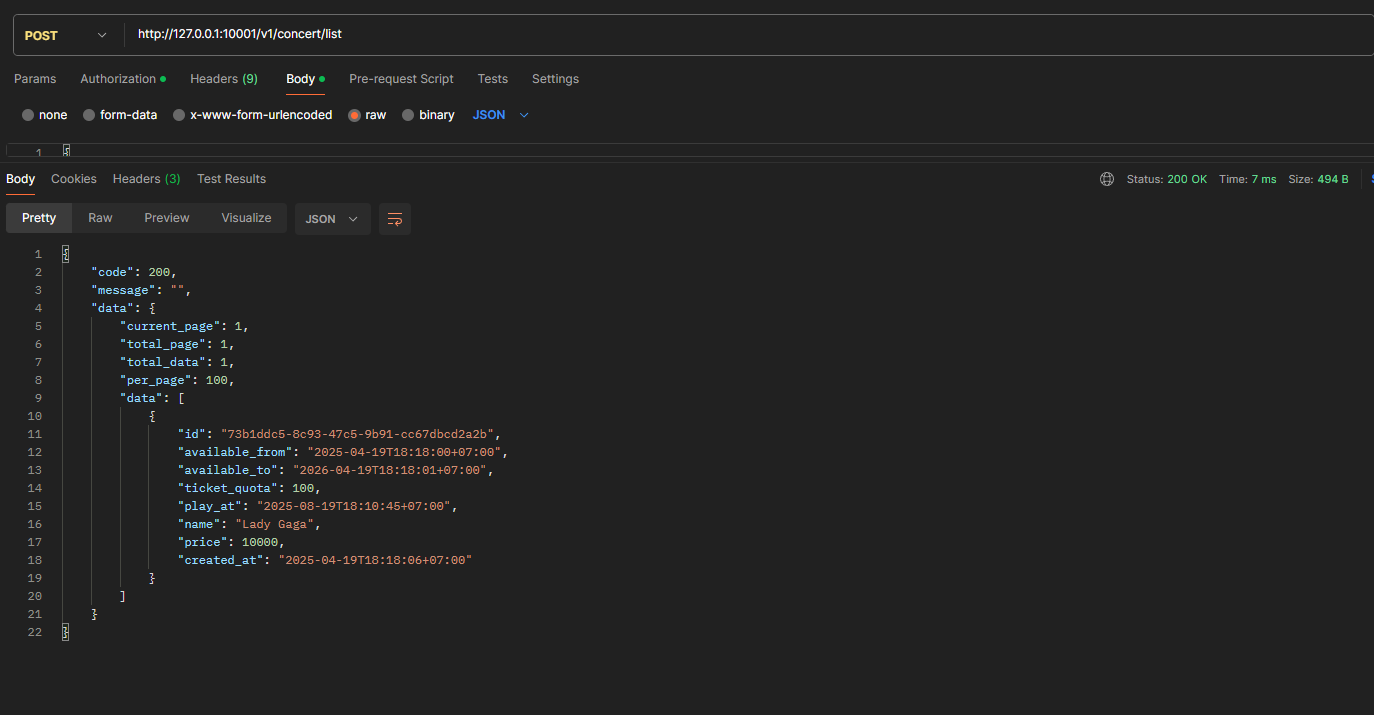 POST http://127.0.0.1:10001/v1/concert/list
Params Authorization Headers (9) Body Pre-request Script Tests Settings
none form-data x-www-form-urlencoded raw binary JSON
1 {
Body Cookies Headers (3) Test Results Status: 200 OK Time: 7 ms Size: 494 B
Pretty Raw Preview Visualize JSON
1 {
2 "code": 200,
3 "message": "",
4 "data": {
5 "current_page": 1,
6 "total_page": 1,
7 "total_data": 1,
8 "per_page": 100,
9 "data": [
10 {
11 "id": "73b1ddc5-8c93-47c5-9b91-cc67dbcd2a2b",
12 "available_from": "2025-04-19T18:18:00+07:00",
13 "available_to": "2026-04-19T18:18:01+07:00",
14 "ticket_quota": 100,
15 "play_at": "2025-08-19T18:10:45+07:00",
16 "name": "Lady Gaga",
17 "price": 10000,
18 "created_at": "2025-04-19T18:18:06+07:00"
19 }
20 ]
21 }
22 }